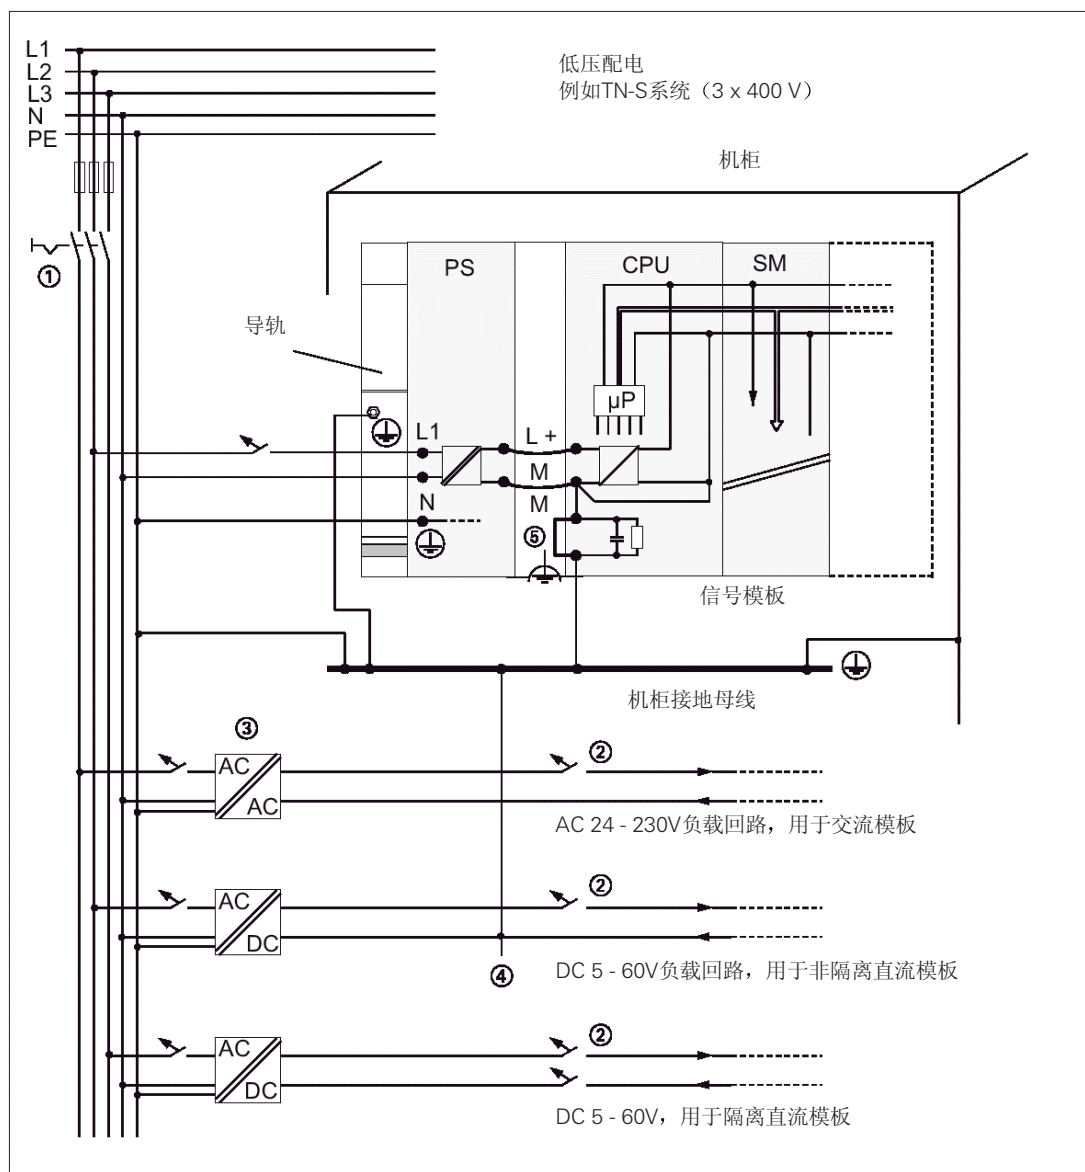 L1
低压配电
L2
例如TN-S系统（3 x 400 V）
L3
N
PE
机柜
①
PS
CPU
SM
导轨
µP
L1
L +
M
N
M
⑤
信号模板
机柜接地母线
③
②
AC
AC
AC 24 - 230V负载回路，用于交流模板
②
AC
DC
④
DC 5 - 60V负载回路，用于非隔离直流模板
②
AC
DC
DC 5 - 60V，用于隔离直流模板